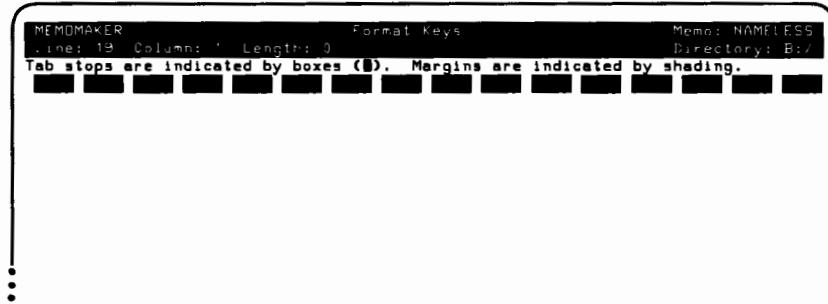 MEMOMAKER Format Keys Memo: NAMELESS
Line: 19 Column: 1 Length: 0 Directory: B:/
Tab stops are indicated by boxes (█). Margins are indicated by shading.